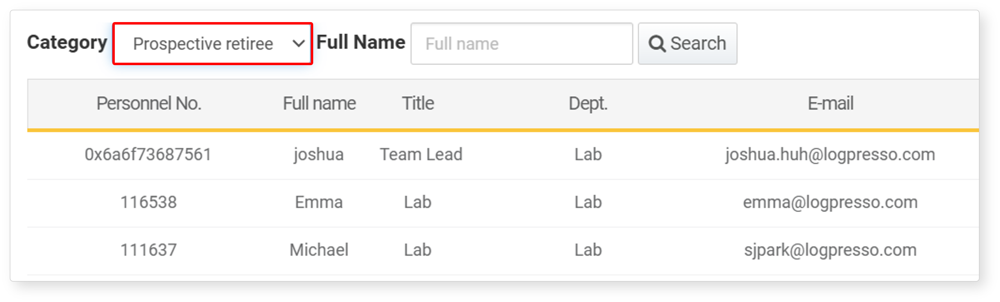 Category Prospective retiree Full Name Full name Search
Personnel No. Full name Title Dept. E-mail
0x6a6f73687561 joshua Team Lead Lab joshua.huh@logpresso.com
116538 Emma Lab Lab emma@logpresso.com
111637 Michael Lab Lab sjpark@logpresso.com